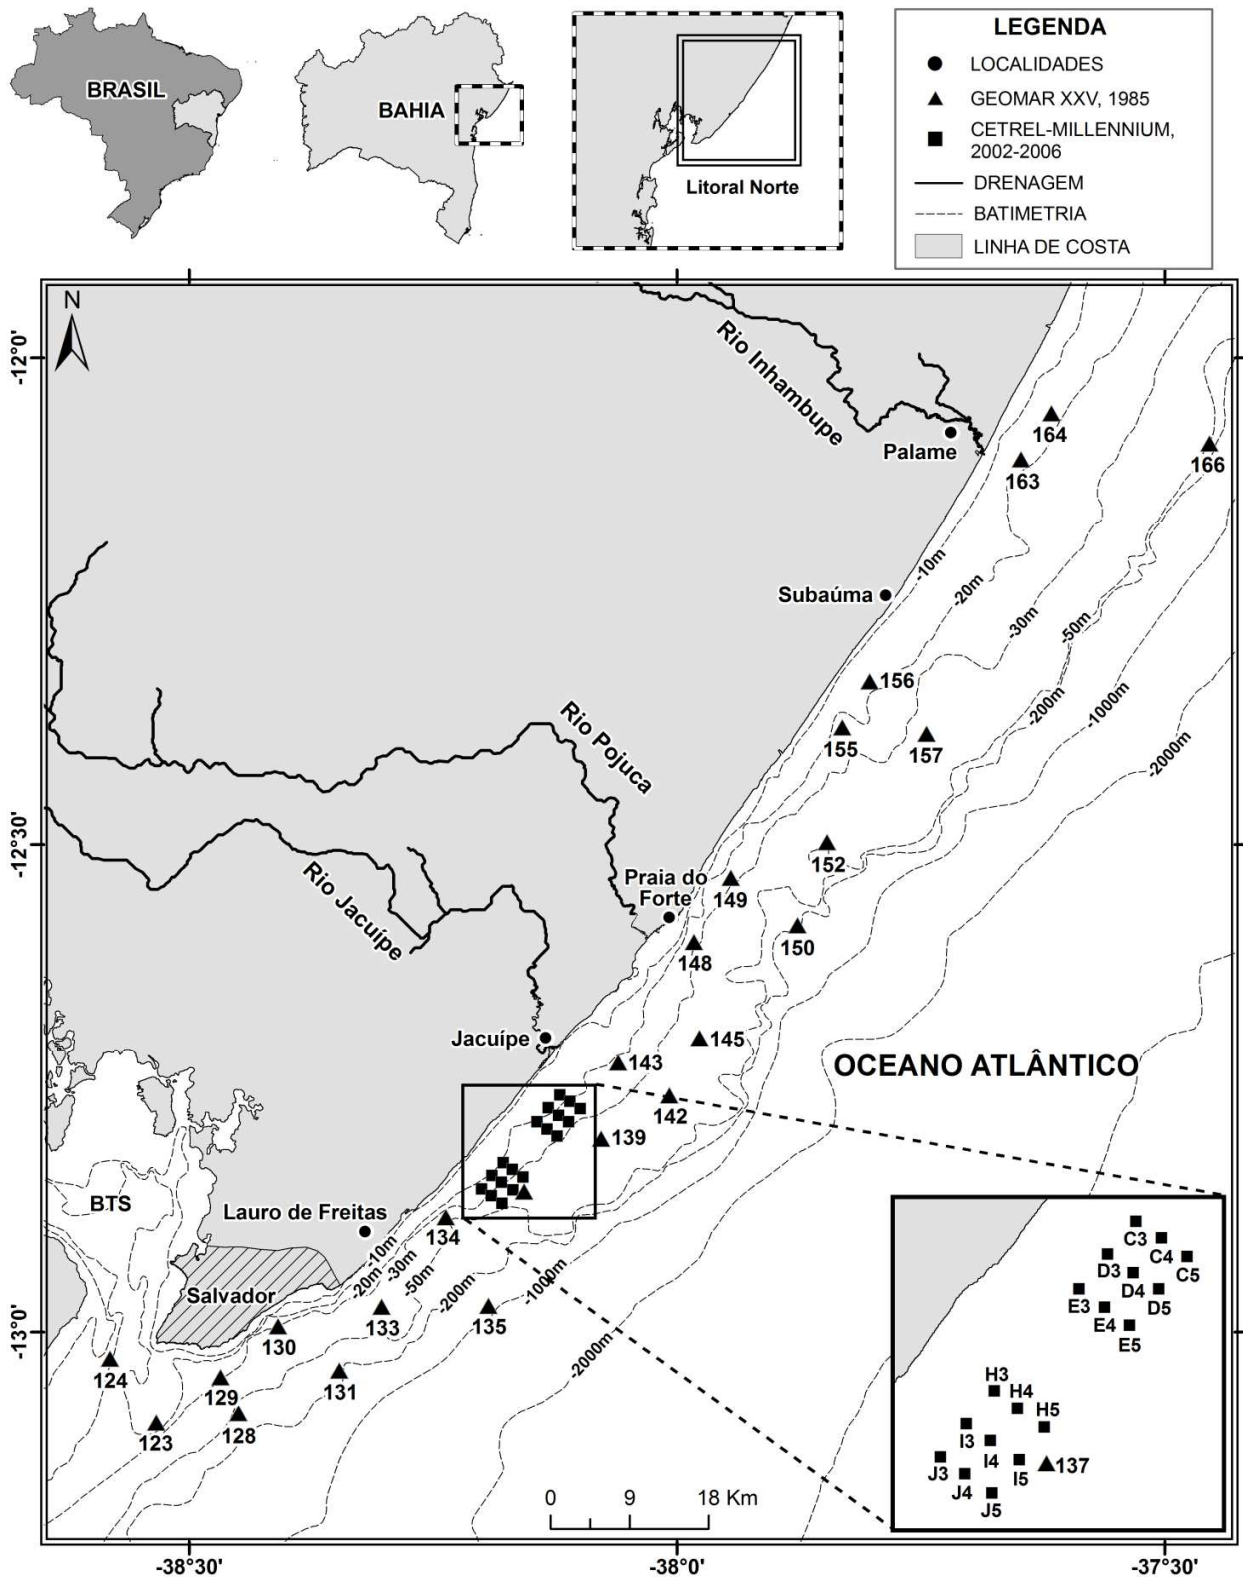 BRASIL
BAHIA
Litoral Norte
LEGENDA
LOCALIDADES
GEOMAR XXV, 1985
CETREL-MILLENNIUM,
2002-2006
DRENAGEM
BATIMETRIA
LINHA DE COSTA
N
-12°0'
-12°30'
-13°0'
Rio Inhambupe
Palame
164
163
166
-10m
-20m
-30m
-50m
-200m
-1000m
-2000m
Subaúma
156
155
157
Rio Pojuca
152
Praia do
Forte
149
150
148
Rio Jacuípe
Jacuípe
145
143
142
139
OCEANO ATLÂNTICO
BTS
Lauro de Freitas
134
-10m
-20m
-30m
-50m
-200m
-1000m
-2000m
Salvador
133
135
130
124
129
131
123
128
C3
C4
C5
D3
D4
D5
E3
E4
E5
H3
H4
H5
I3
I4
I5
137
J3
J4
J5
0 9 18 Km
-38°30'
-38°0'
-37°30'